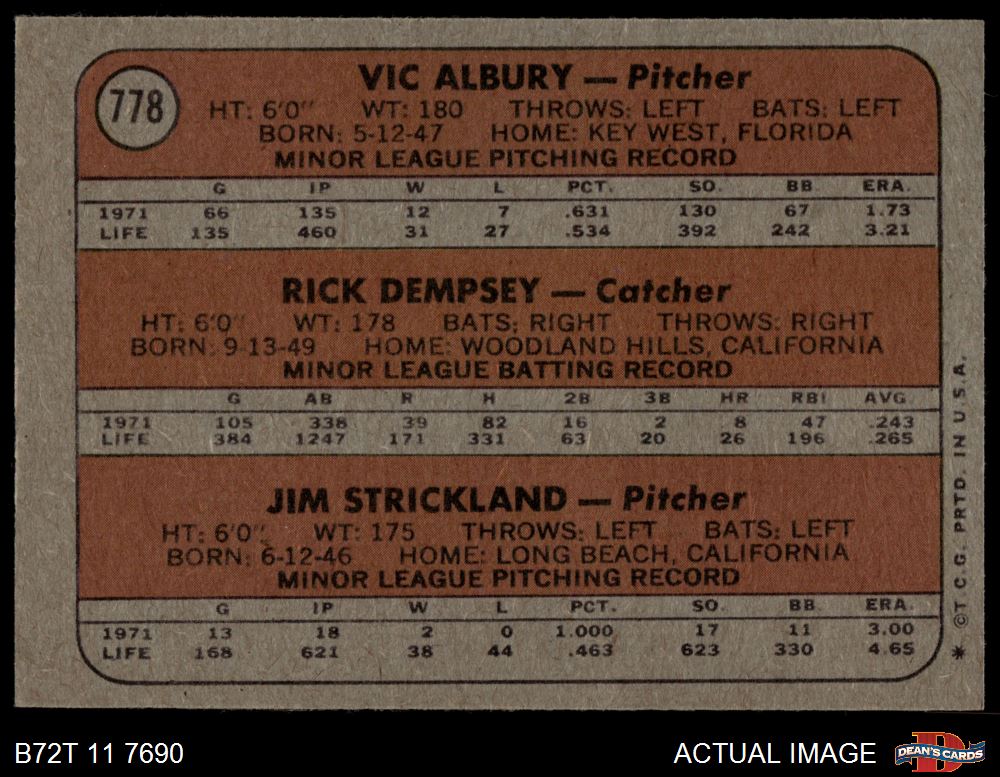 778
VIC ALBURY — Pitcher
HT: 6'0" WT: 180 THROWS: LEFT BATS: LEFT
BORN: 5-12-47 HOME: KEY WEST, FLORIDA
MINOR LEAGUE PITCHING RECORD
G IP W L PCT. SO. BB ERA.
1971 66 135 12 7 .631 130 67 1.73
LIFE 135 460 31 27 .534 392 242 3.21
RICK DEMPSEY — Catcher
HT: 6'0" WT: 178 BATS: RIGHT THROWS: RIGHT
BORN: 9-13-49 HOME: WOODLAND HILLS, CALIFORNIA
MINOR LEAGUE BATTING RECORD
G AB R H 2B 3B HR RBI AVG.
1971 105 338 39 82 16 2 8 47 .243
LIFE 384 1247 171 331 63 20 26 196 .265
JIM STRICKLAND — Pitcher
HT: 6'0" WT: 175 THROWS: LEFT BATS: LEFT
BORN: 6-12-46 HOME: LONG BEACH, CALIFORNIA
MINOR LEAGUE PITCHING RECORD
G IP W L PCT. SO. BB ERA.
1971 13 18 2 0 1.000 17 11 3.00
LIFE 168 621 38 44 .463 623 330 4.65
* © T.C.G. PRTD. IN U.S.A.
B72T 11 7690
ACTUAL IMAGE
DEAN'S CARDS